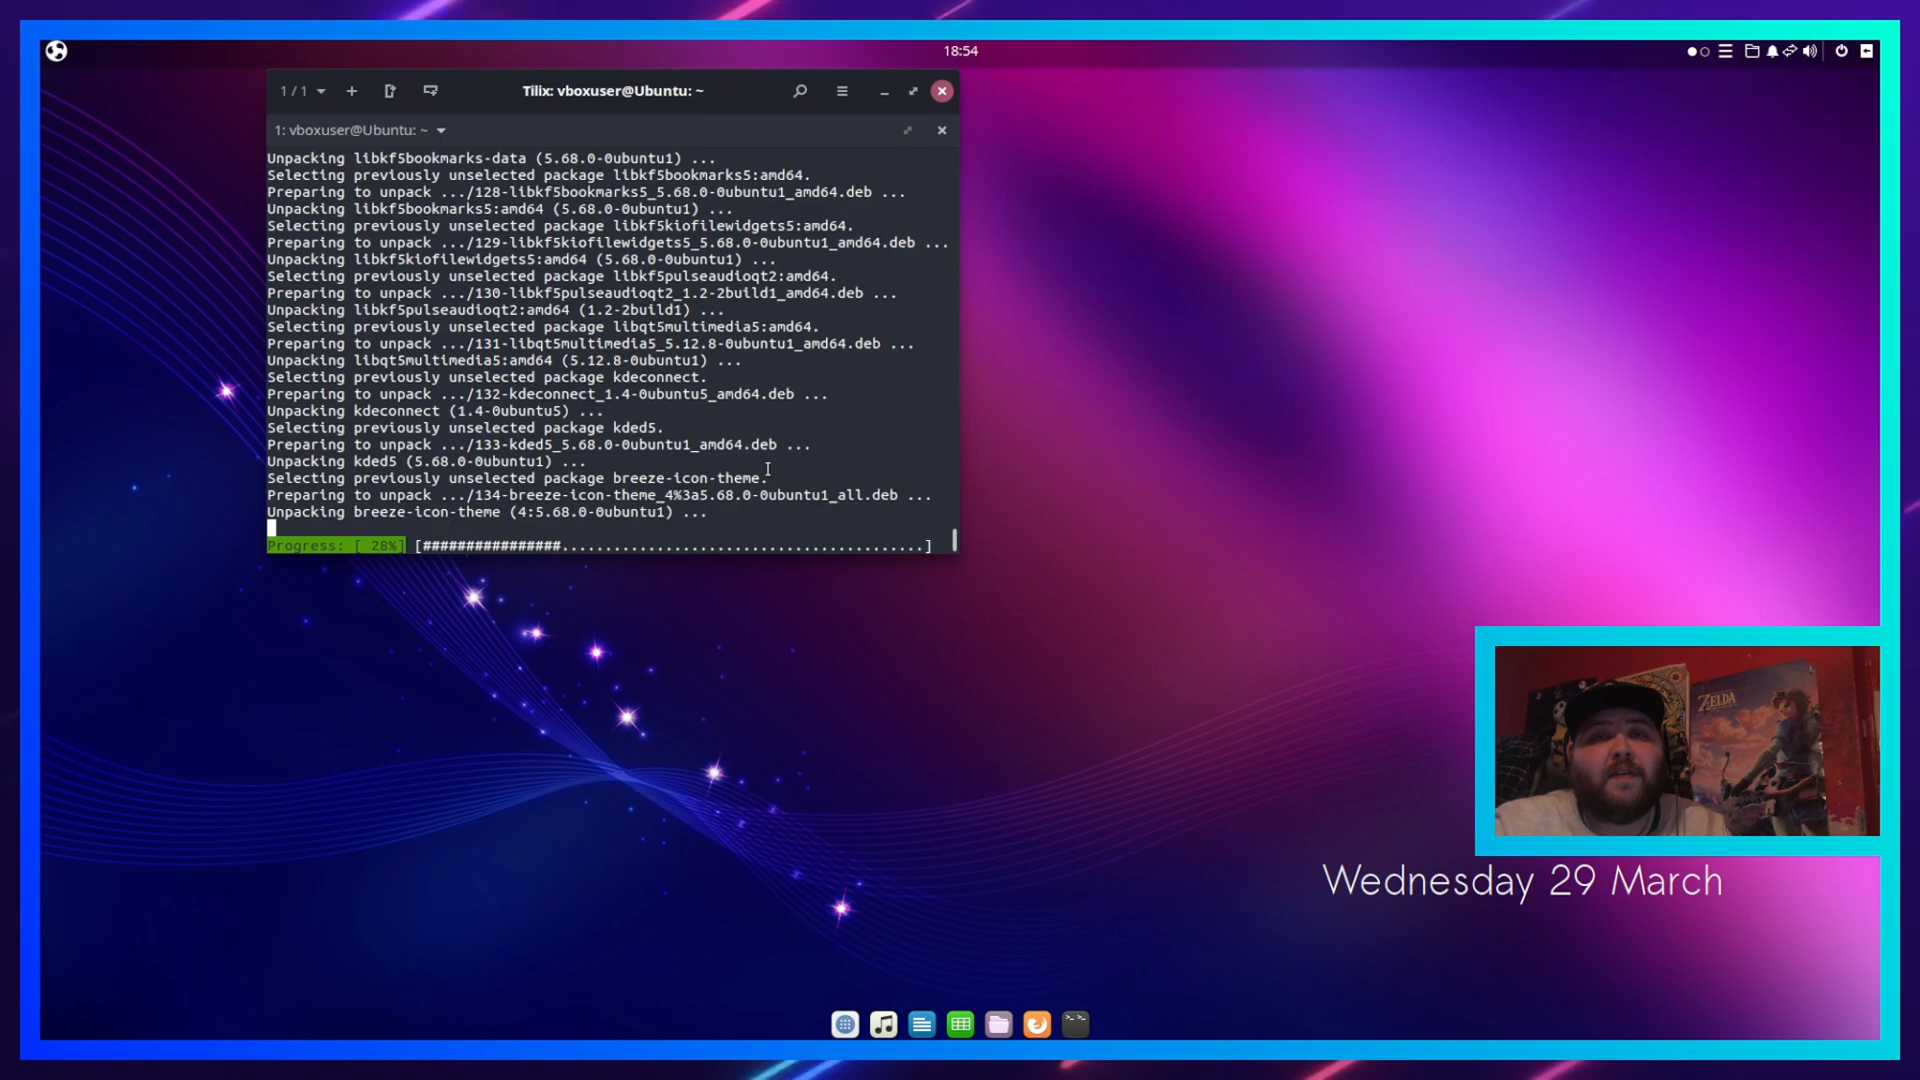 18:54
1 / 1
Tilix: vboxuser@Ubuntu: ~
1: vboxuser@Ubuntu: ~
Unpacking libkf5bookmarks-data (5.68.0-0ubuntu1) ...
Selecting previously unselected package libkf5bookmarks5:amd64.
Preparing to unpack .../128-libkf5bookmarks5_5.68.0-0ubuntu1_amd64.deb ...
Unpacking libkf5bookmarks5:amd64 (5.68.0-0ubuntu1) ...
Selecting previously unselected package libkf5kiofilewidgets5:amd64.
Preparing to unpack .../129-libkf5kiofilewidgets5_5.68.0-0ubuntu1_amd64.deb ...
Unpacking libkf5kiofilewidgets5:amd64 (5.68.0-0ubuntu1) ...
Selecting previously unselected package libkf5pulseaudioqt2:amd64.
Preparing to unpack .../130-libkf5pulseaudioqt2_1.2-2build1_amd64.deb ...
Unpacking libkf5pulseaudioqt2:amd64 (1.2-2build1) ...
Selecting previously unselected package libqt5multimedia5:amd64.
Preparing to unpack .../131-libqt5multimedia5_5.12.8-0ubuntu1_amd64.deb ...
Unpacking libqt5multimedia5:amd64 (5.12.8-0ubuntu1) ...
Selecting previously unselected package kdeconnect.
Preparing to unpack .../132-kdeconnect_1.4-0ubuntu5_amd64.deb ...
Unpacking kdeconnect (1.4-0ubuntu5) ...
Selecting previously unselected package kded5.
Preparing to unpack .../133-kded5_5.68.0-0ubuntu1_amd64.deb ...
Unpacking kded5 (5.68.0-0ubuntu1) ...
Selecting previously unselected package breeze-icon-theme.
Preparing to unpack .../134-breeze-icon-theme_4%3a5.68.0-0ubuntu1_all.deb ...
Unpacking breeze-icon-theme (4:5.68.0-0ubuntu1) ...
Progress: [ 28%] [################..........................................]
ZELDA
Wednesday 29 March